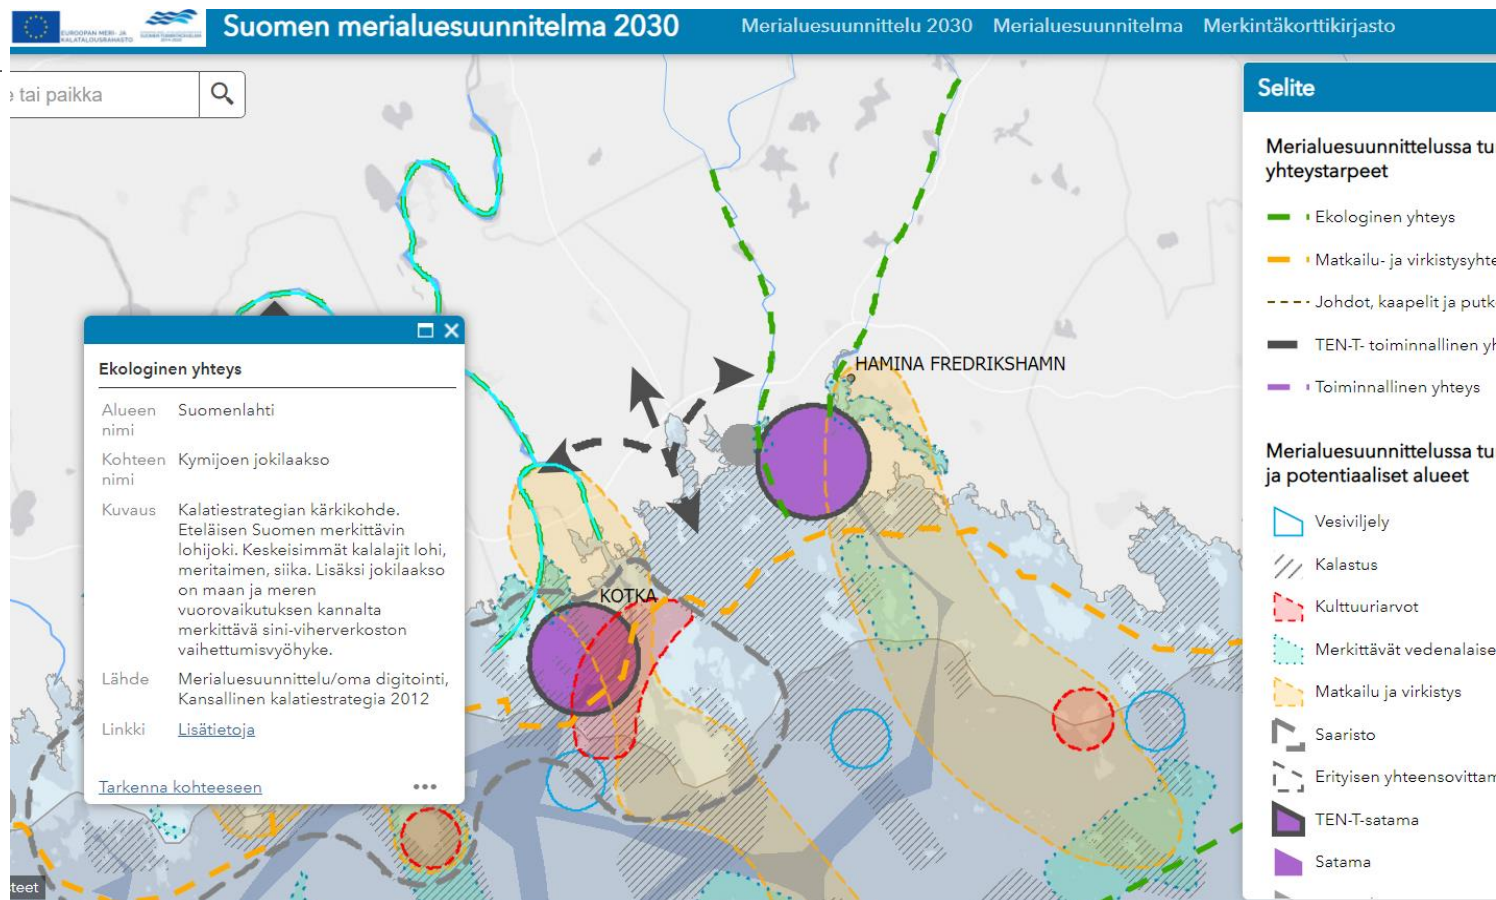 EUROOPAN MERI- JA
KALATALOUSRAHASTO
Suomen merialuesuunnitelma 2030
Merialuesuunnittelu 2030 Merialuesuunnitelma Merkintäkorttikirjasto
e tai paikka
Selite
Merialuesuunnittelussa tu
yhteystarpeet
Ekologinen yhteys
Matkailu- ja virkistysyhte
Johdot, kaapelit ja putk
TEN-T- toiminnallinen yh
Toiminnallinen yhteys
Merialuesuunnittelussa tu
ja potentiaaliset alueet
Vesiviljely
Kalastus
Kulttuuriarvot
Merkittävät vedenalaise
Matkailu ja virkistys
Saaristo
Erityisen yhteensovittam
TEN-T-satama
Satama
HAMINA FREDRIKSHAMN
KOTKA
Ekologinen yhteys
Alueen nimi Suomenlahti
Kohteen nimi Kymijoen jokilaakso
Kuvaus Kalatiestrategian kärkikohde.
Eteläisen Suomen merkittävin
lohijoki. Keskeisimmät kalalajit lohi,
meritaimen, siika. Lisäksi jokilaakso
on maan ja meren
vuorovaikutuksen kannalta
merkittävä sini-viherverkoston
vaihettumisvyöhyke.
Lähde Merialuesuunnittelu/oma digitointi,
Kansallinen kalatiestrategia 2012
Linkki Lisätietoja
Tarkenna kohteeseen
teet